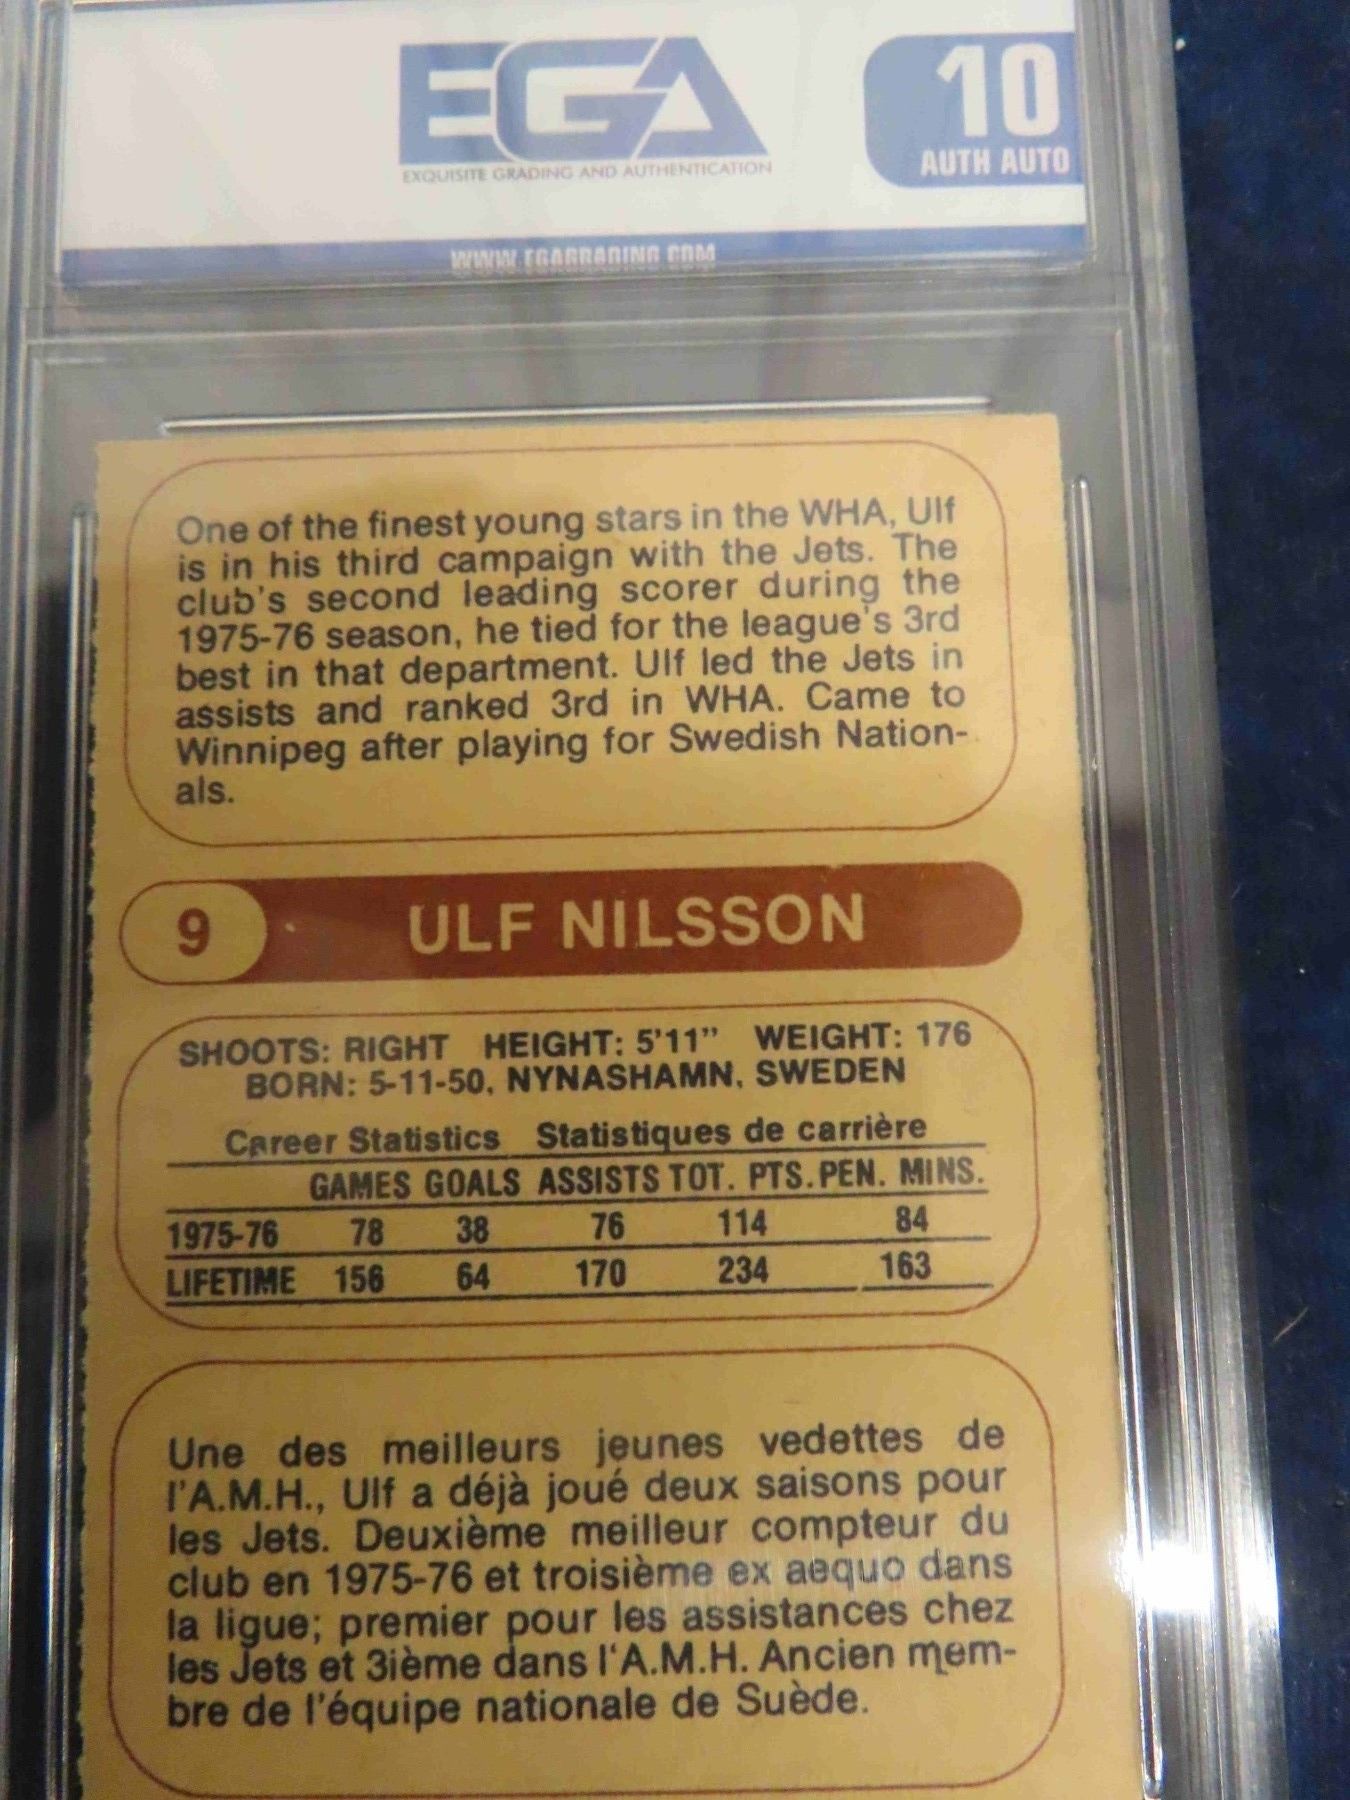 EGA
EXQUISITE GRADING AND AUTHENTICATION
10
AUTH AUTO
WWW.EGAGRADING.COM
One of the finest young stars in the WHA, Ulf
is in his third campaign with the Jets. The
club's second leading scorer during the
1975-76 season, he tied for the league's 3rd
best in that department. Ulf led the Jets in
assists and ranked 3rd in WHA. Came to
Winnipeg after playing for Swedish Nation-
als.
9 ULF NILSSON
SHOOTS: RIGHT HEIGHT: 5'11" WEIGHT: 176
BORN: 5-11-50, NYNASHAMN, SWEDEN
Career Statistics Statistiques de carrière
GAMES GOALS ASSISTS TOT. PTS. PEN. MINS.
1975-76 78 38 76 114 84
LIFETIME 156 64 170 234 163
Une des meilleurs jeunes vedettes de
l'A.M.H., Ulf a déjà joué deux saisons pour
les Jets. Deuxième meilleur compteur du
club en 1975-76 et troisième ex aequo dans
la ligue; premier pour les assistances chez
les Jets et 3ième dans l'A.M.H. Ancien mem-
bre de l'équipe nationale de Suède.